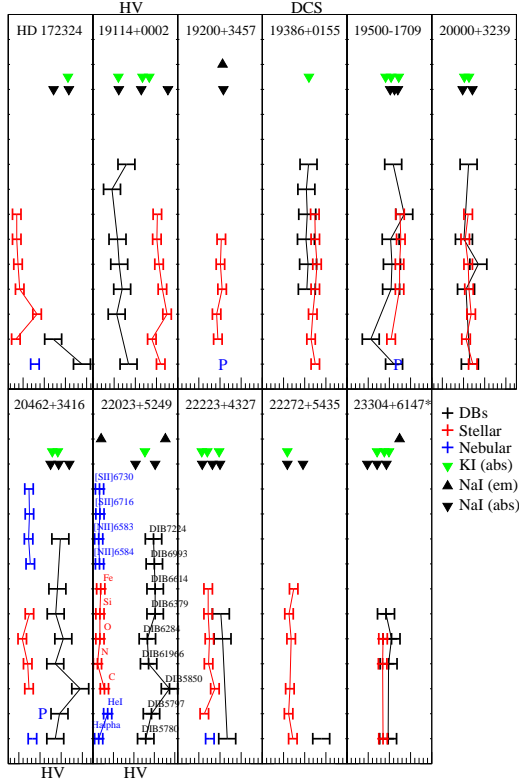 HV DCS
HD 172324 19114+0002 19200+3457 19386+0155 19500-1709 20000+3239
P P
20462+3416 22023+5249 22223+4327 22272+5435 23304+6147*
DBs
Stellar
Nebular
KI (abs)
NaI (em)
NaI (abs)
[SII]6730
[SII]6716
[NII]6583
DIB7224
[NII]6584
DIB6993
Fe
DIB6614
Si
DIB6379
O
DIB6284
N
DIB61966
C
DIB5850
P
HeI
DIB5797
Halpha
DIB5780
HV HV